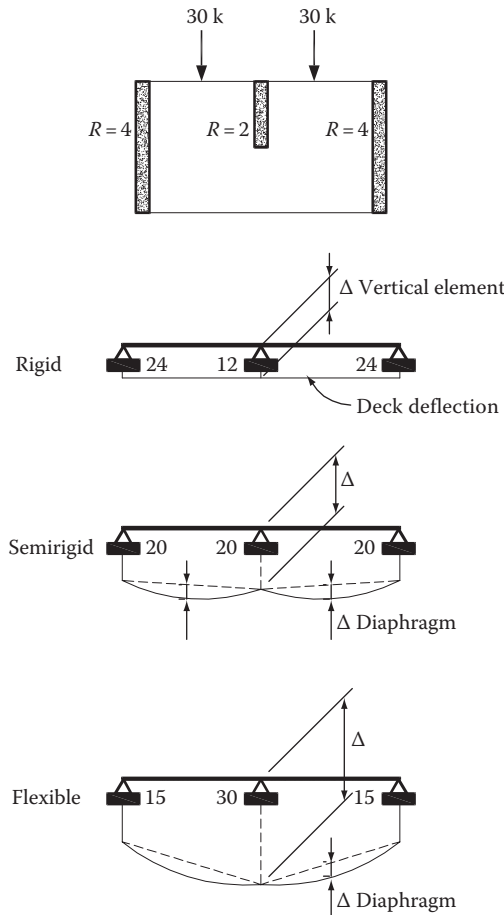 30 k 30 k
R = 4 R = 2 R = 4
Δ Vertical element
Rigid 24 12 24
Deck deflection
Δ
Semirigid 20 20 20
Δ Diaphragm
Δ
Flexible 15 30 15
Δ Diaphragm